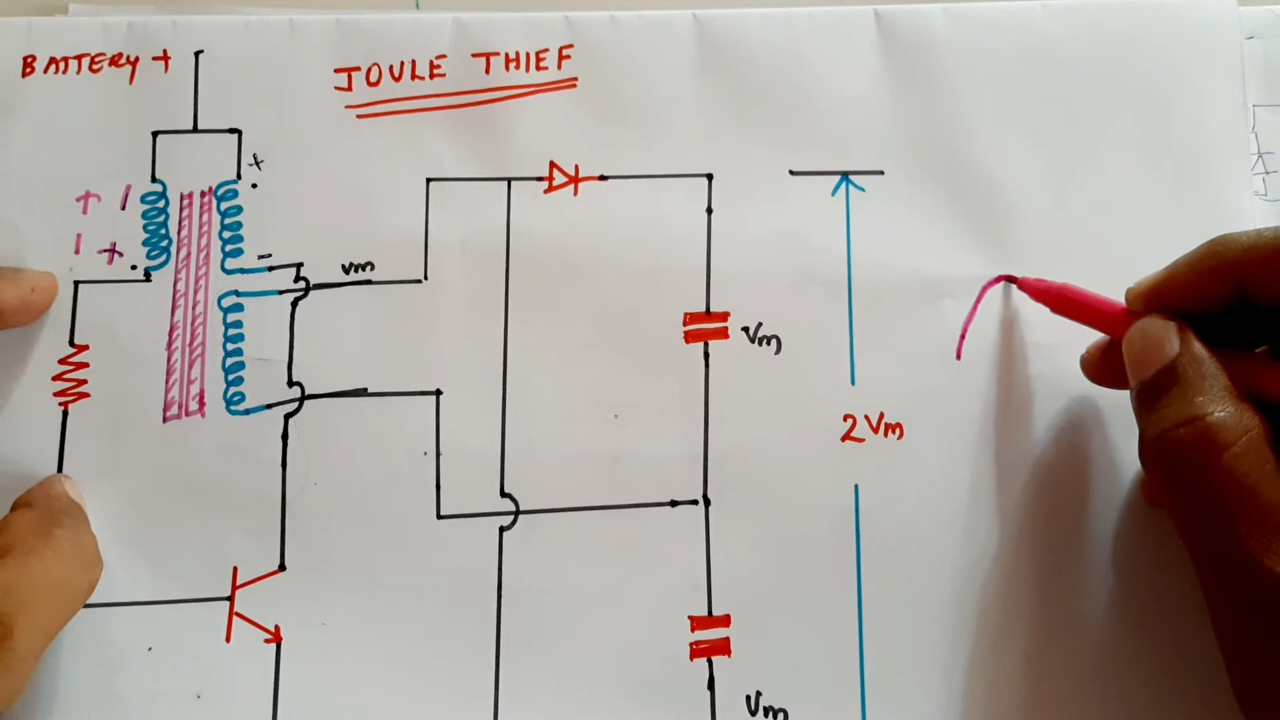 BATTERY +
JOULE THIEF
+
+ |
| +
-
Vm
Vm
2Vm
Vm